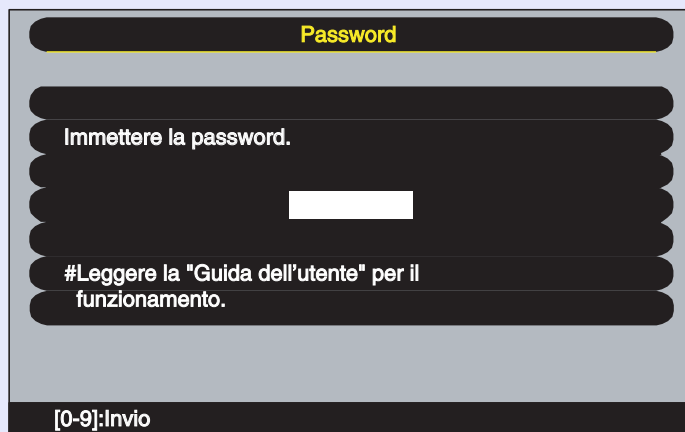 Password
Immettere la password.
#Leggere la "Guida dell'utente" per il
funzionamento.
[0-9]:Invio